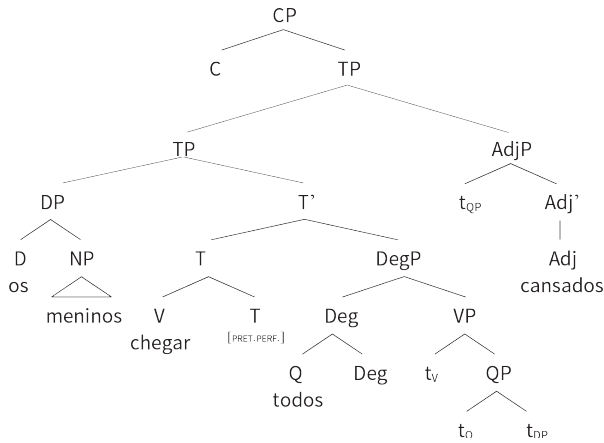 CP
C TP
TP AdjP
DP T' t_QP Adj'
D NP T DegP Adj
os cansados
meninos V T Deg VP
chegar [PRET.PERF.]
Q Deg t_V QP
todos
t_Q t_DP